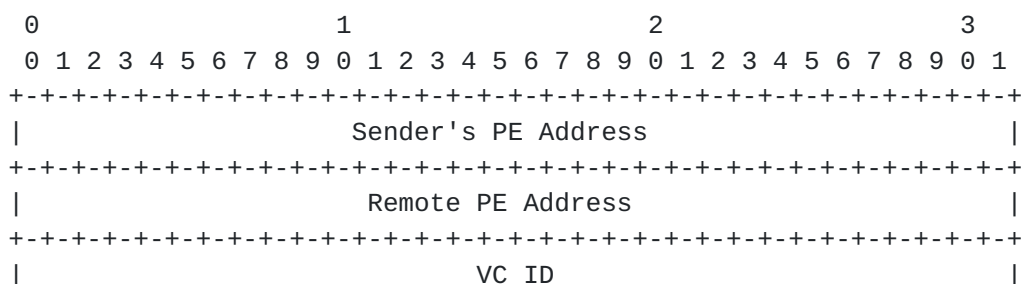 0                   1                   2                   3
 0 1 2 3 4 5 6 7 8 9 0 1 2 3 4 5 6 7 8 9 0 1 2 3 4 5 6 7 8 9 0 1
+-+-+-+-+-+-+-+-+-+-+-+-+-+-+-+-+-+-+-+-+-+-+-+-+-+-+-+-+-+-+-+-+
|                     Sender's PE Address                       |
+-+-+-+-+-+-+-+-+-+-+-+-+-+-+-+-+-+-+-+-+-+-+-+-+-+-+-+-+-+-+-+-+
|                      Remote PE Address                        |
+-+-+-+-+-+-+-+-+-+-+-+-+-+-+-+-+-+-+-+-+-+-+-+-+-+-+-+-+-+-+-+-+
|                             VC ID                             |